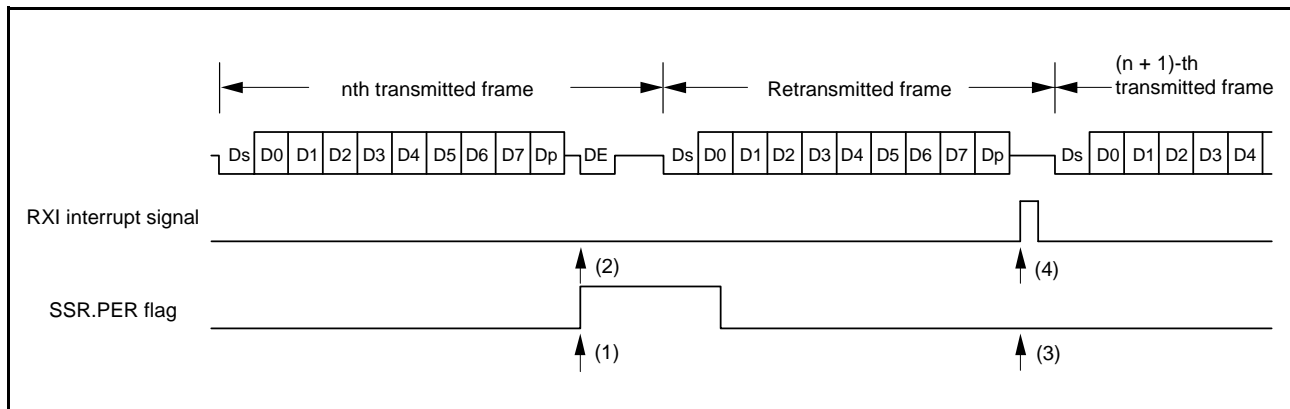 nth transmitted frame
Retransmitted frame
(n + 1)-th
transmitted frame
Ds D0 D1 D2 D3 D4 D5 D6 D7 Dp DE Ds D0 D1 D2 D3 D4 D5 D6 D7 Dp Ds D0 D1 D2 D3 D4
RXI interrupt signal
(2) (4)
SSR.PER flag
(1) (3)